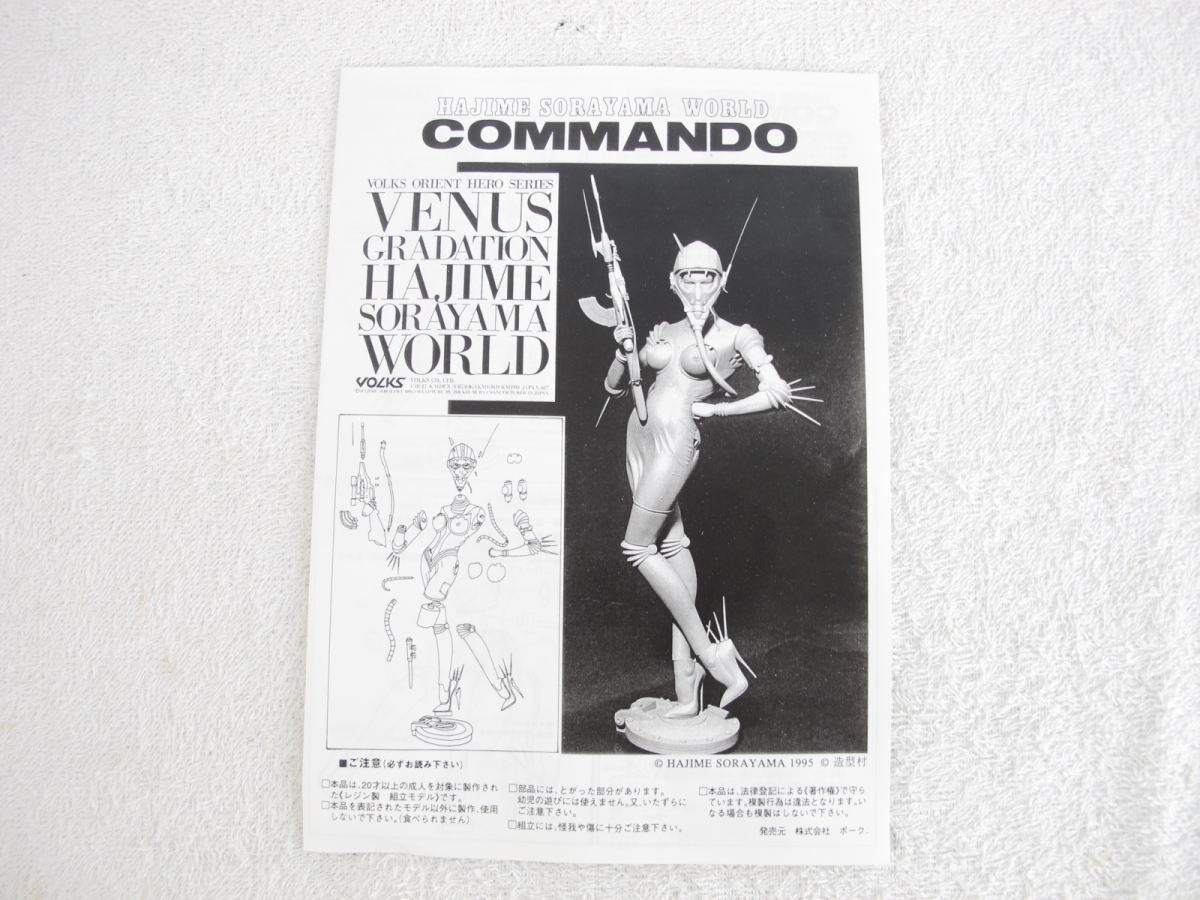 HAJIME SORAYAMA WORLD
COMMANDO
VOLKS ORIENT HERO SERIES
VENUS
GRADATION
HAJIME
SORAYAMA
WORLD
VOLKS
VOLKS CO., LTD.
© HAJIME SORAYAMA 1995 © 造型村
■ご注意(必ずお読み下さい)
□本品は、20才以上の成人を対象に製作され
た《レジン製 組立モデル》です。
□本品を表記されたモデル以外に製作、使用
しないで下さい。(食べられません)
□部品には、とがった部分があります。
幼児の遊びには使えません。又、いたずらに
ご注意下さい。
□組立には、怪我や傷に十分ご注意下さい。
□本品は、法律登記による《著作権》で守ら
ています。複製行為は違法となります。い
なる場合も複製はしないで下さい。
発売元 株式会社 ボーク